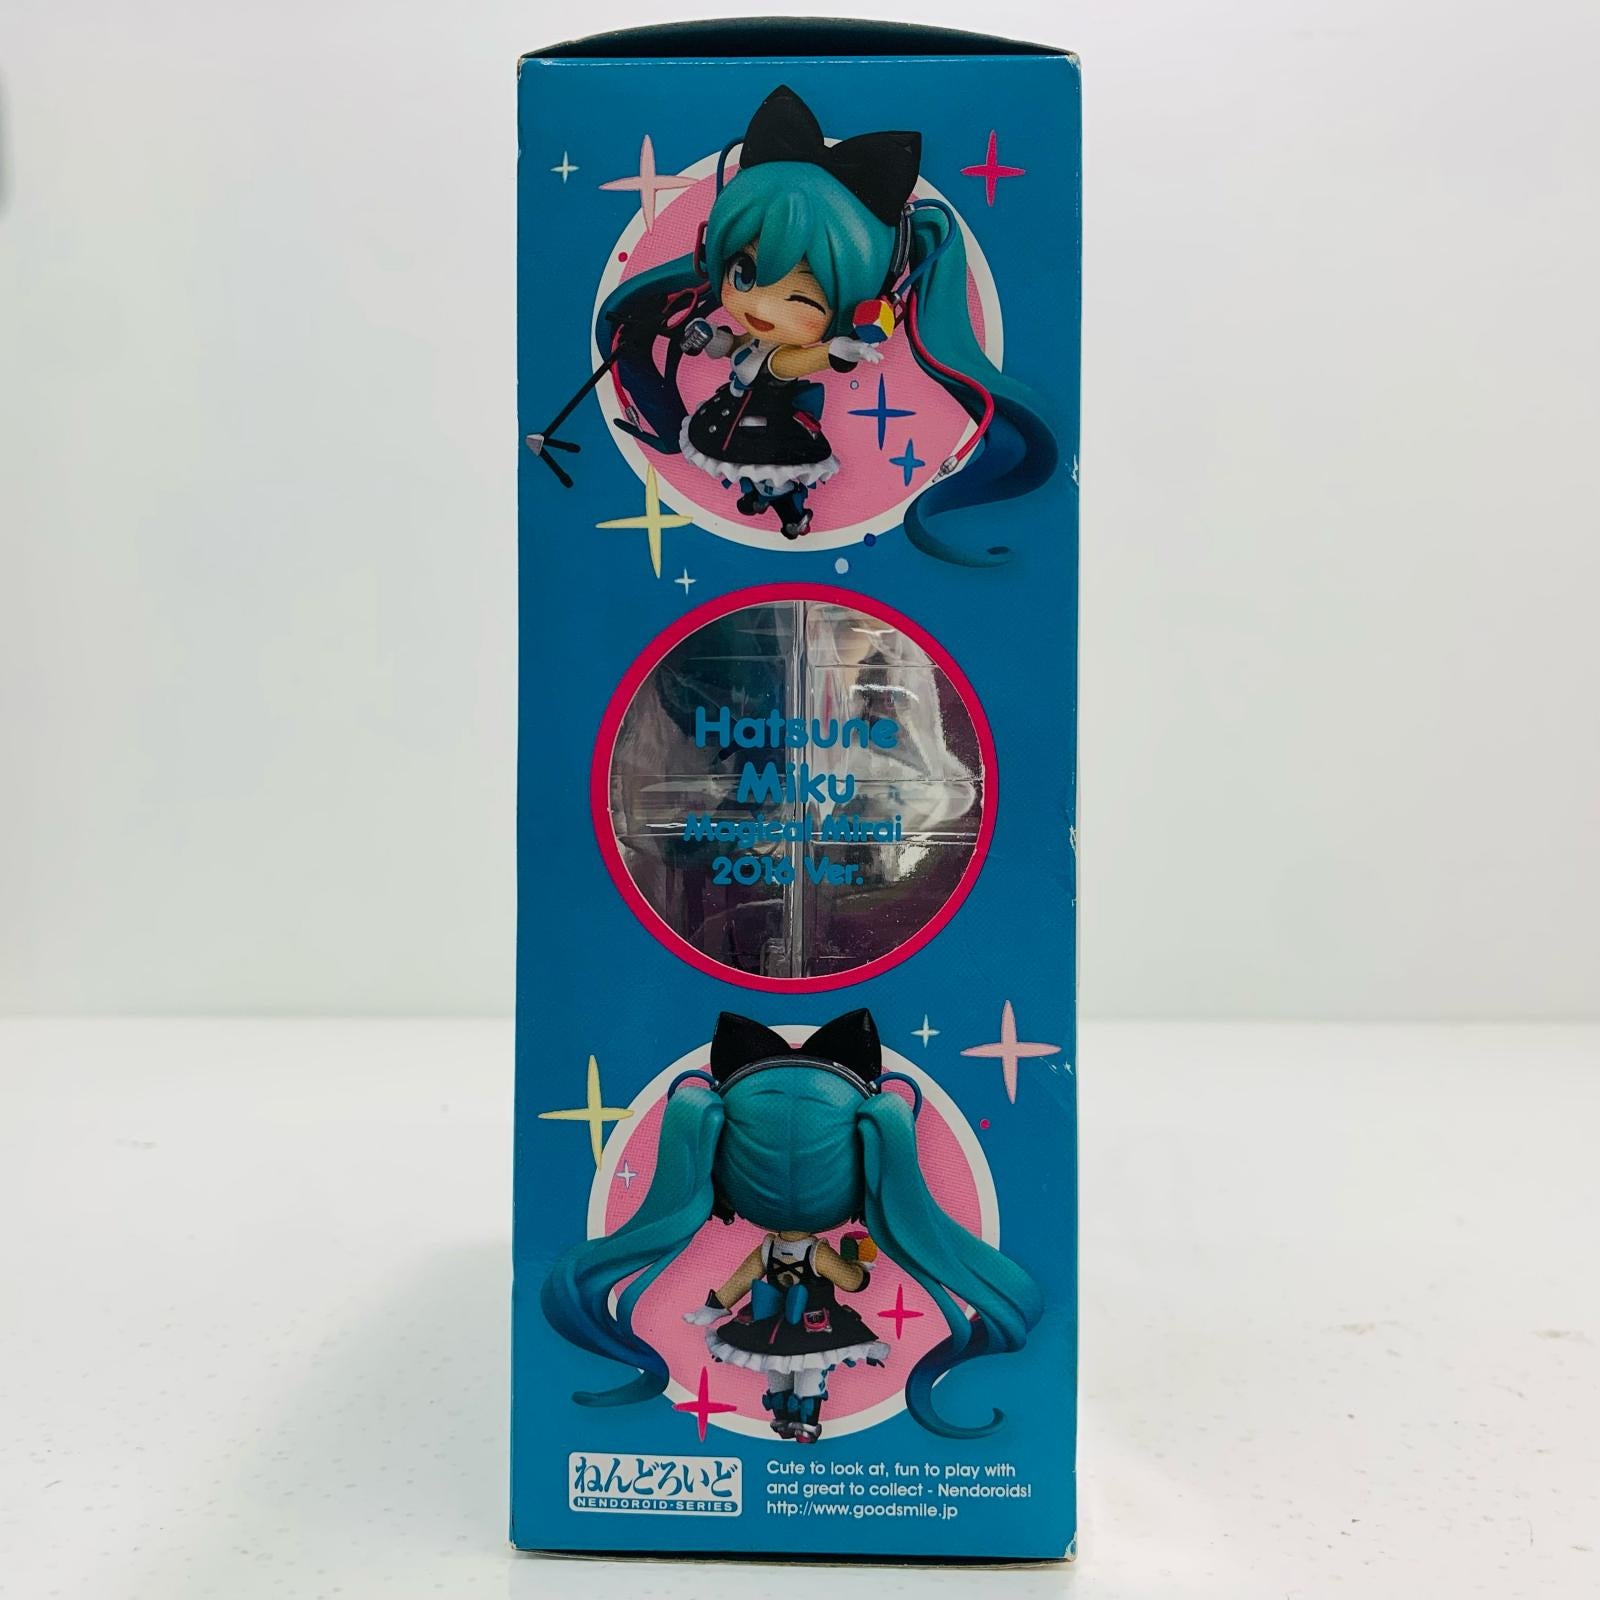 Hatsune
Miku
Magical Mirai
2016 Ver.
ねんどろいど
NENDOROID·SERIES
Cute to look at, fun to play with
and great to collect - Nendoroids!
http://www.goodsmile.jp